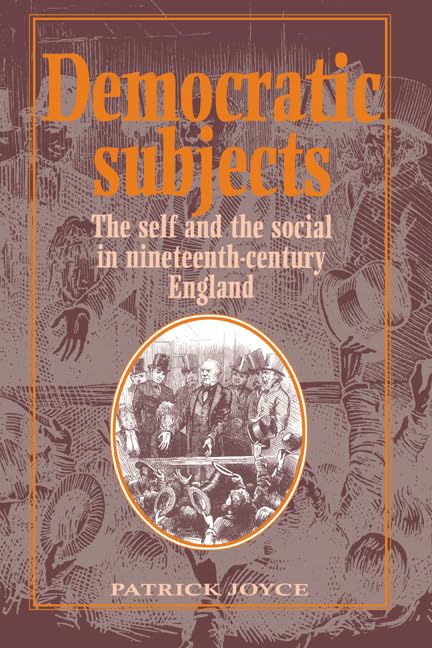 Democratic
subjects
The self and the social
in nineteenth-century
England
PATRICK JOYCE